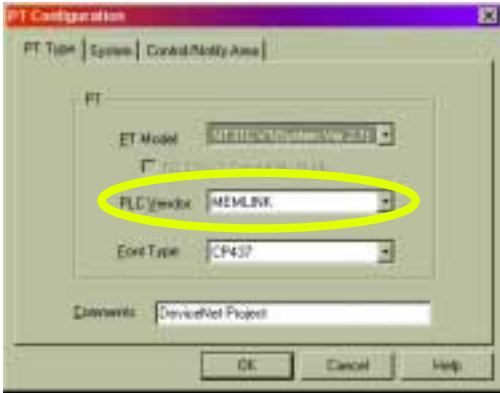 PT Configuration
PT Type System Control/Notify Area
PT
PT Model
PLC Vendor MEMLINK
Font Type CP437
Comments DeviceNet Project
OK Cancel Help